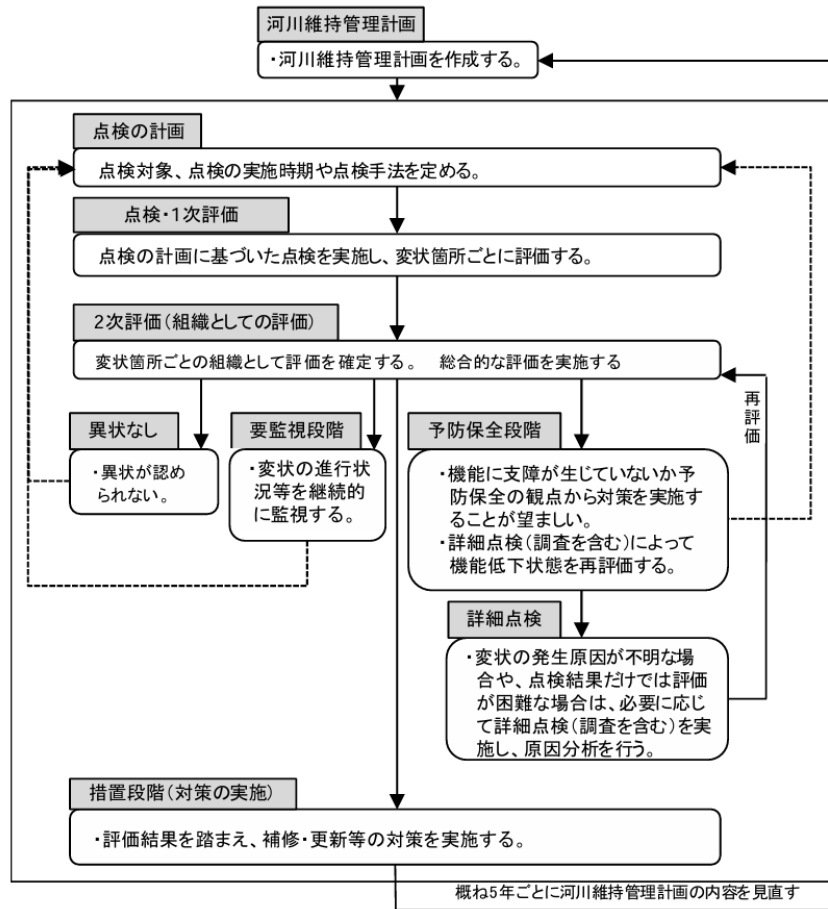 河川維持管理計画
・河川維持管理計画を作成する。
点検の計画
点検対象、点検の実施時期や点検手法を定める。
点検・1次評価
点検の計画に基づいた点検を実施し、変状箇所ごとに評価する。
2次評価(組織としての評価)
変状箇所ごとの組織として評価を確定する。 総合的な評価を実施する
再評価
異状なし
・異状が認め
られない。
要監視段階
・変状の進行状
況等を継続的
に監視する。
予防保全段階
・機能に支障が生じていないか予
防保全の観点から対策を実施す
ることが望ましい。
・詳細点検(調査を含む)によって
機能低下状態を再評価する。
詳細点検
・変状の発生原因が不明な場
合や、点検結果だけでは評価
が困難な場合は、必要に応じ
て詳細点検(調査を含む)を実
施し、原因分析を行う。
措置段階(対策の実施)
・評価結果を踏まえ、補修・更新等の対策を実施する。
概ね5年ごとに河川維持管理計画の内容を見直す